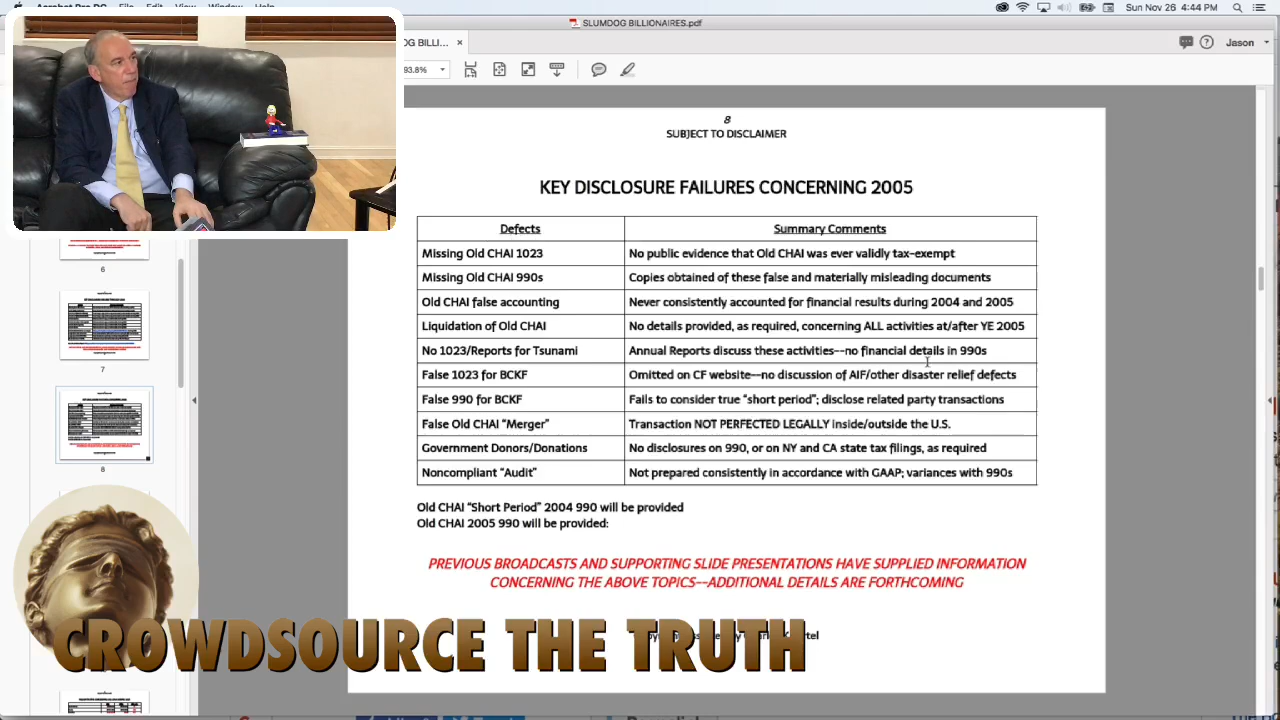 Sun Nov 26 4:44 PM
SLUMDOG BILLIONAIRES.pdf
OG BILLI... ×
Jason
93.8%
8
SUBJECT TO DISCLAIMER
KEY DISCLOSURE FAILURES CONCERNING 2005
Defects Summary Comments
Missing Old CHAI 1023 No public evidence that Old CHAI was ever validly tax-exempt
Missing Old CHAI 990s Copies obtained of these false and materially misleading documents
Old CHAI false accounting Never consistently accounted for financial results during 2004 and 2005
Liquidation of Old CHAI No details provided, as required concerning ALL activities at/after YE 2005
No 1023/Reports for Tsunami Annual Reports discuss these activities--no financial details in 990s
False 1023 for BCKF Omitted on CF website--no discussion of AIF/other disaster relief defects
False 990 for BCKF Fails to consider true “short period”; disclose related party transactions
False Old CHAI “Merger” Transaction NOT PERFECTED LEGALLY inside/outside the U.S.
Government Donors/Donations No disclosures on 990, or on NY and CA state tax filings, as required
Noncompliant “Audit” Not prepared consistently in accordance with GAAP; variances with 990s
Old CHAI “Short Period” 2004 990 will be provided
Old CHAI 2005 990 will be provided:
PREVIOUS BROADCASTS AND SUPPORTING SLIDE PRESENTATIONS HAVE SUPPLIED INFORMATION
CONCERNING THE ABOVE TOPICS--ADDITIONAL DETAILS ARE FORTHCOMING
6
7
8
CROWDSOURCE THE TRUTH